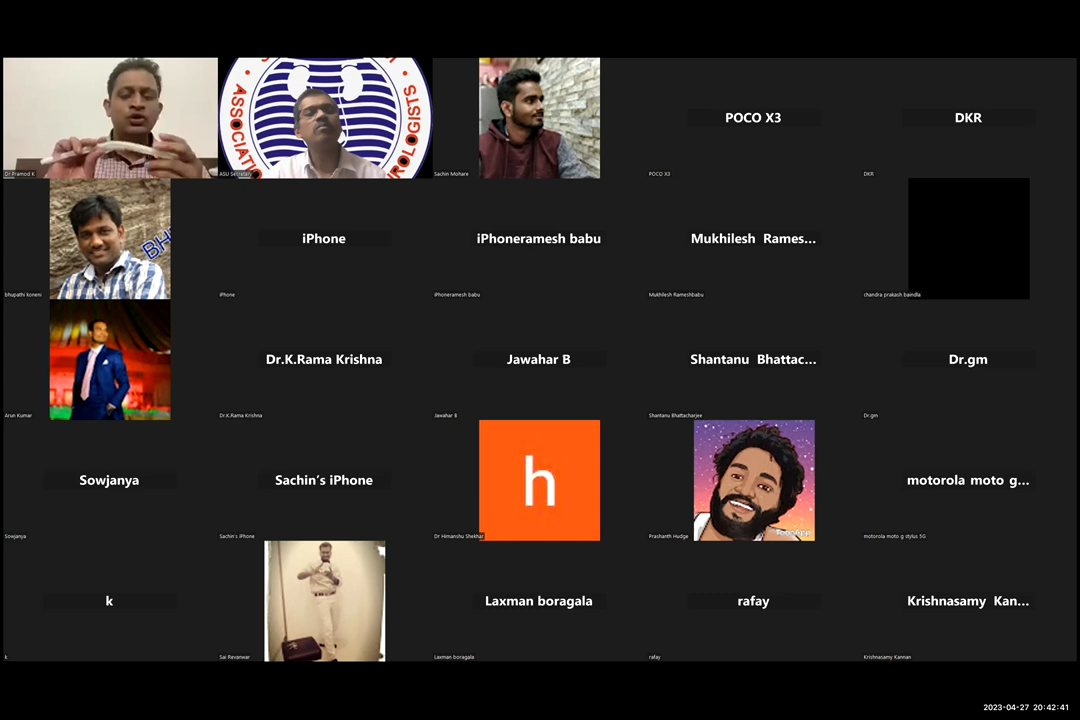 ASSOCIATI
ROLOGISTS
POCO X3
DKR
Dr Pramod K
ASU Secretary
Sachin Mohare
POCO X3
DKR
BH
iPhone
iPhoneramesh babu
Mukhilesh Rames...
bhupathi koneni
iPhone
iPhoneramesh babu
Mukhilesh Rameshbabu
chandra prakash baindla
Dr.K.Rama Krishna
Jawahar B
Shantanu Bhattac...
Dr.gm
Arun Kumar
Dr.K.Rama Krishna
Jawahar B
Shantanu Bhattacharjee
Dr.gm
Sowjanya
Sachin's iPhone
h
motorola moto g...
Sowjanya
Sachin's iPhone
Dr Himanshu Shekhar
Prashanth Hudge
motorola moto g stylus 5G
k
Laxman boragala
rafay
Krishnasamy Kan...
k
Sai Revanwar
Laxman boragala
rafay
Krishnasamy Kannan
2023-04-27 20:42:41